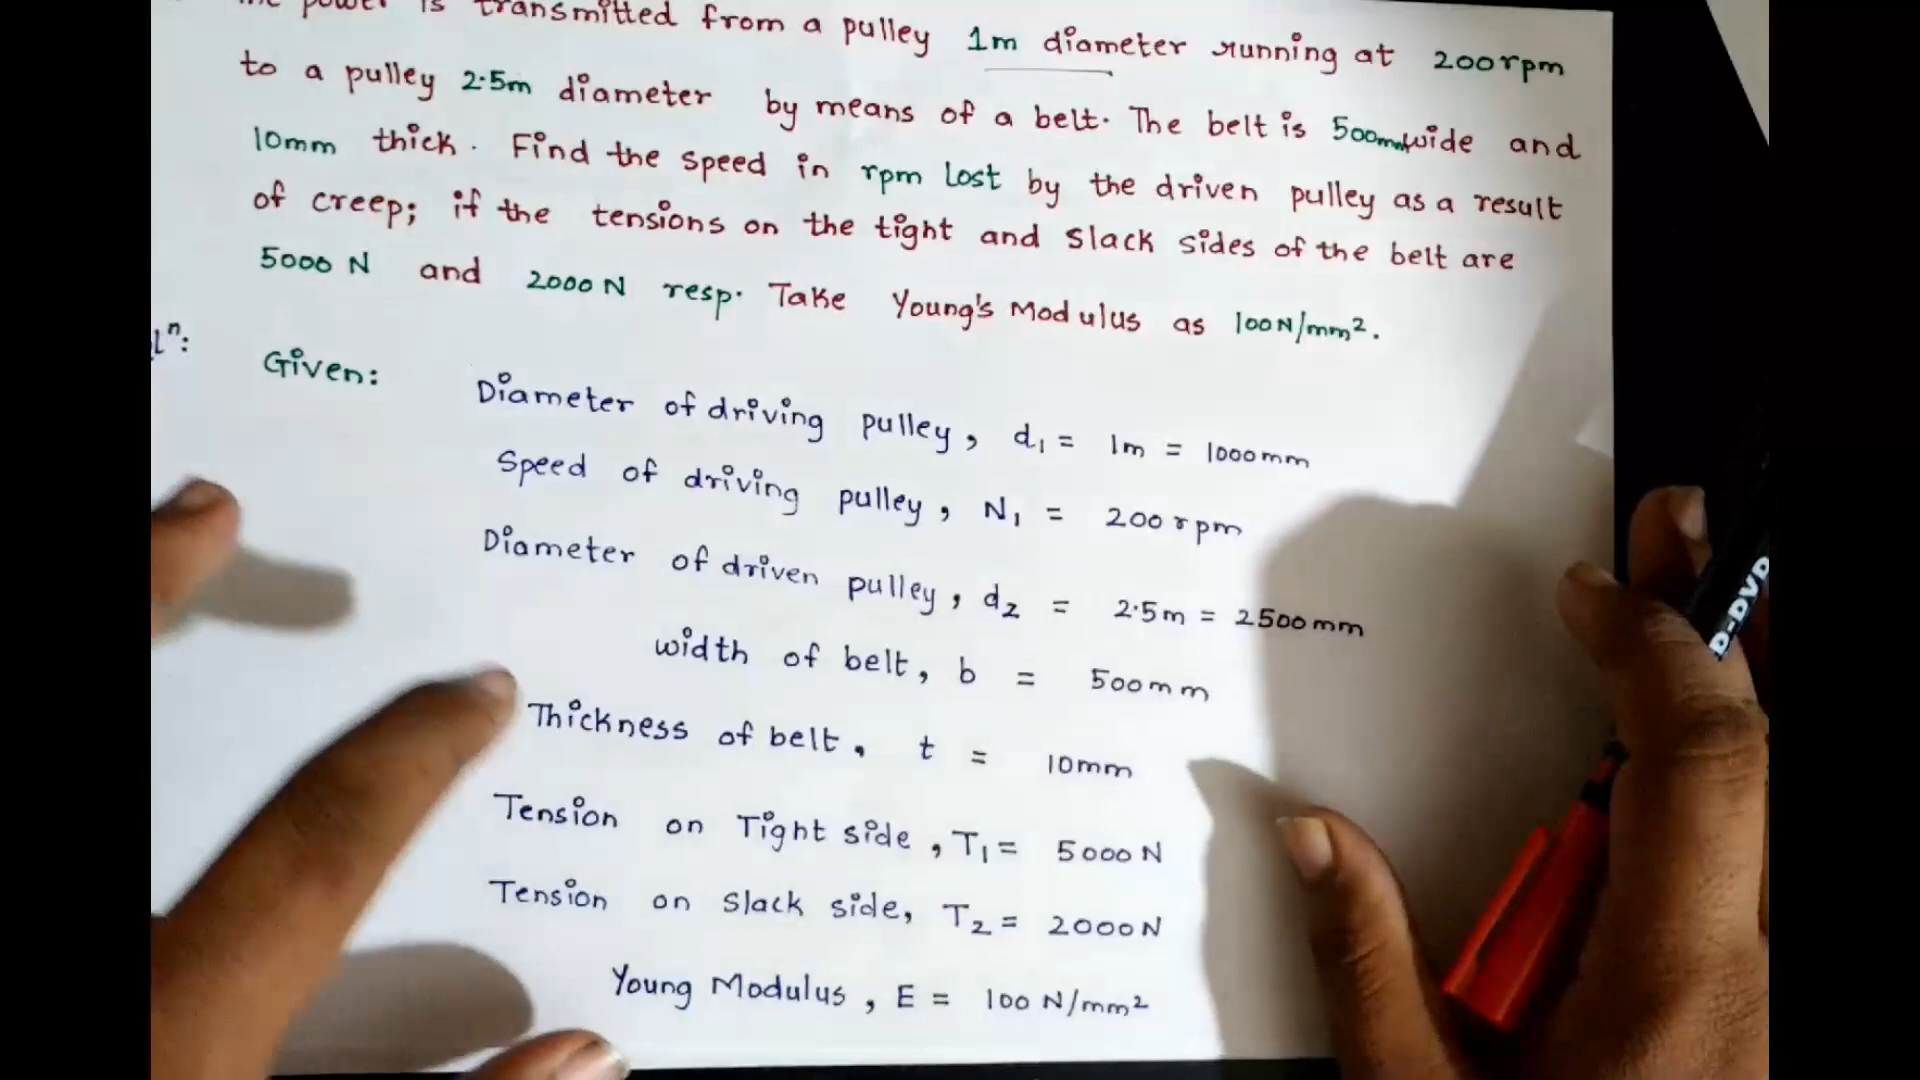 power is transmitted from a pulley 1m diameter running at 200rpm
to a pulley 2.5m diameter by means of a belt. The belt is 500mm wide and
10mm thick. Find the speed in rpm Lost by the driven pulley as a result
of creep; if the tensions on the tight and Slack sides of the belt are
5000 N and 2000 N resp. Take Young's Modulus as 100N/mm².
Given:
Diameter of driving pulley, d₁ = 1m = 1000mm
Speed of driving pulley, N₁ = 200 rpm
Diameter of driven pulley, d₂ = 2.5m = 2500mm
width of belt, b = 500mm
Thickness of belt, t = 10mm
Tension on Tight side, T₁ = 5000 N
Tension on Slack side, T₂ = 2000N
Young Modulus, E = 100 N/mm²
D-DVD